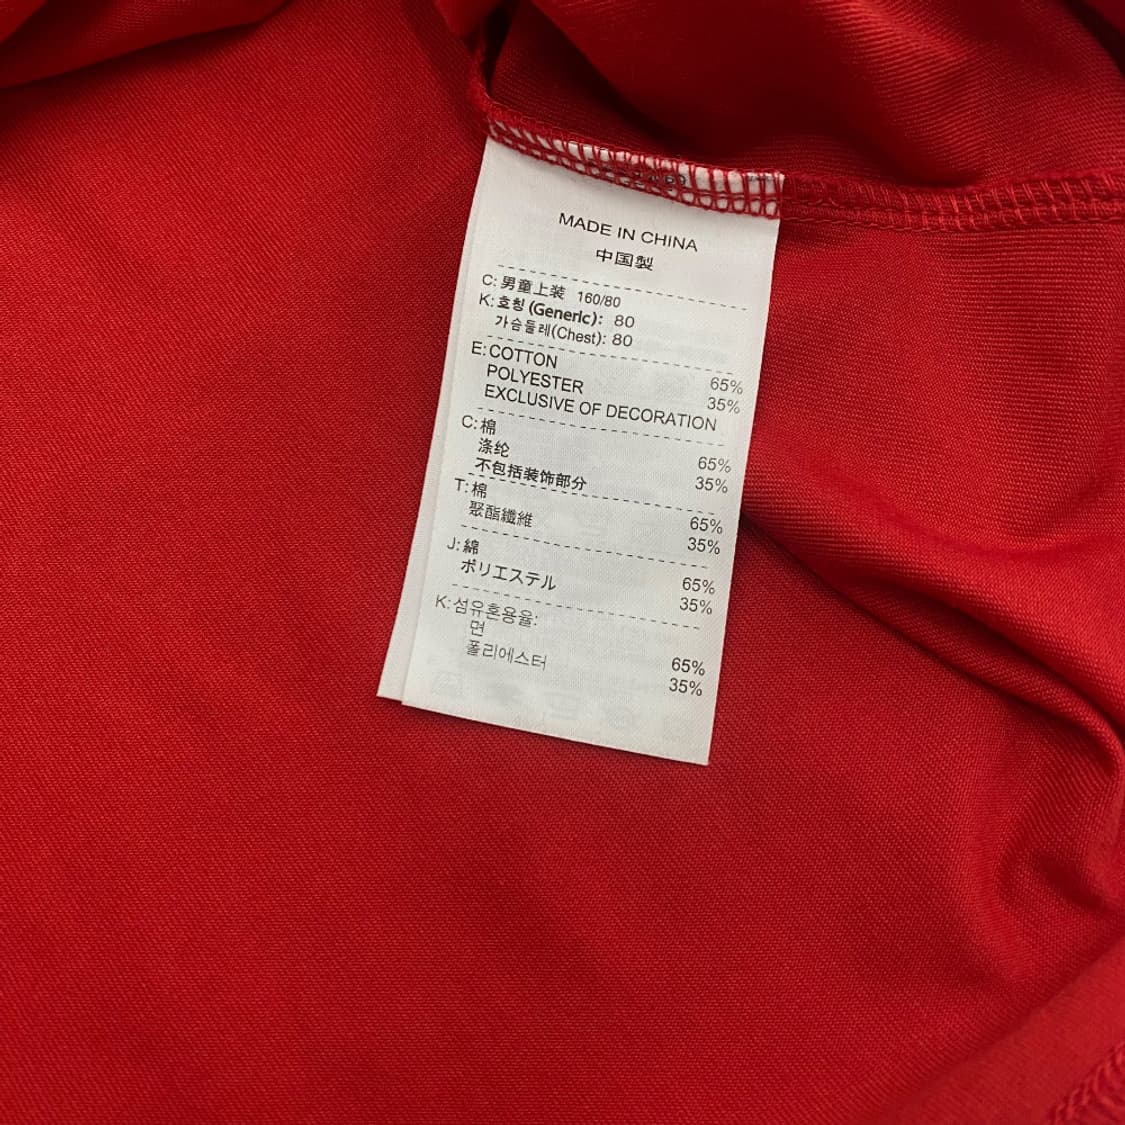 MADE IN CHINA
中国製
C: 男童上装 160/80
K: 호칭 (Generic): 80
가슴둘레(Chest): 80
E: COTTON 65%
POLYESTER 35%
EXCLUSIVE OF DECORATION
C: 棉 65%
涤纶 35%
不包括装饰部分
T: 棉 65%
聚酯纖維 35%
J: 綿 65%
ポリエステル 35%
K: 섬유혼용율:
면 65%
폴리에스터 35%